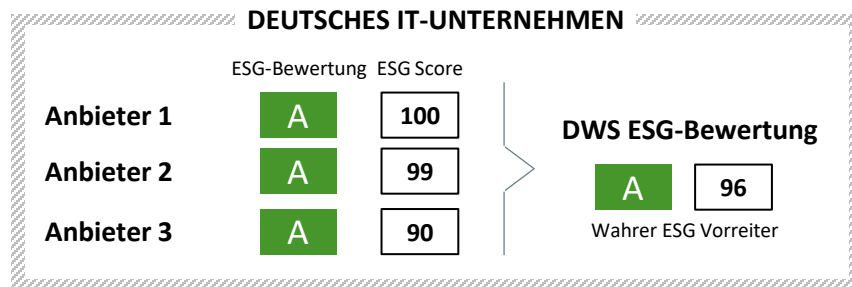 DEUTSCHES IT-UNTERNEHMEN
ESG-Bewertung ESG Score
Anbieter 1 A 100
Anbieter 2 A 99
Anbieter 3 A 90
DWS ESG-Bewertung
A 96
Wahrer ESG Vorreiter